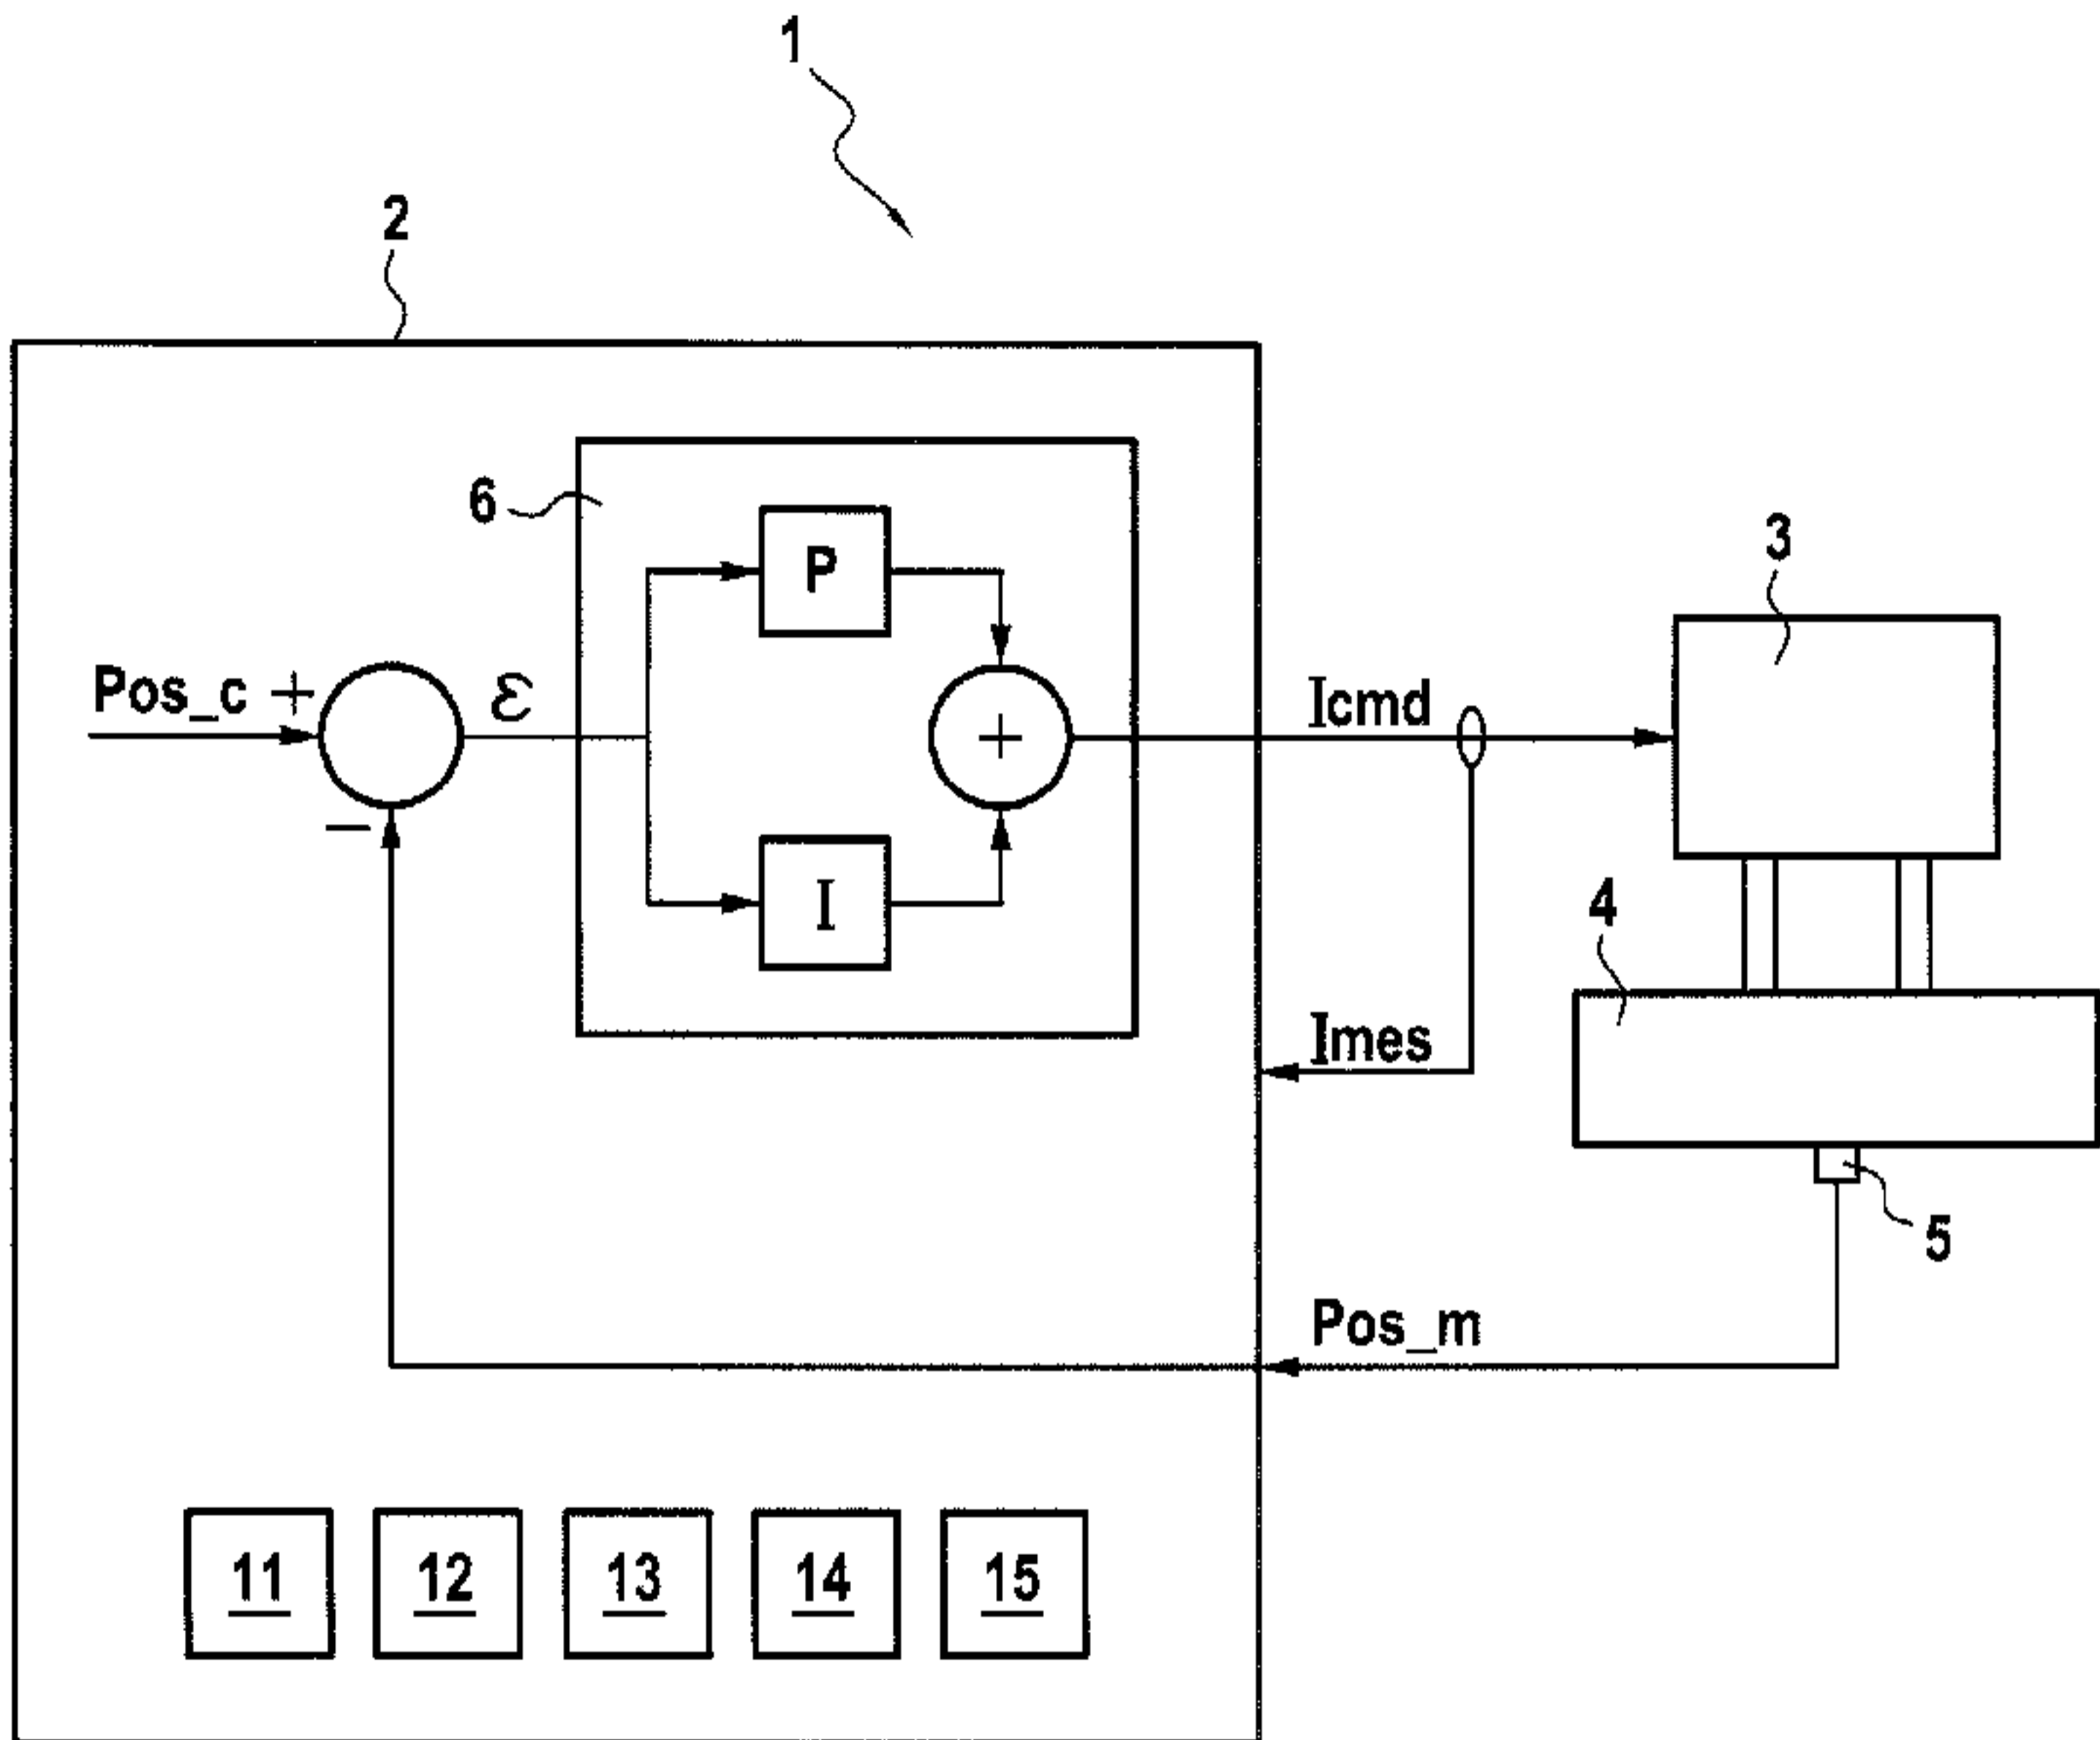 1
2
6
P
3
Pos_c +
ε
+
Icmd
−
I
4
Imes
5
Pos_m
11 12 13 14 15